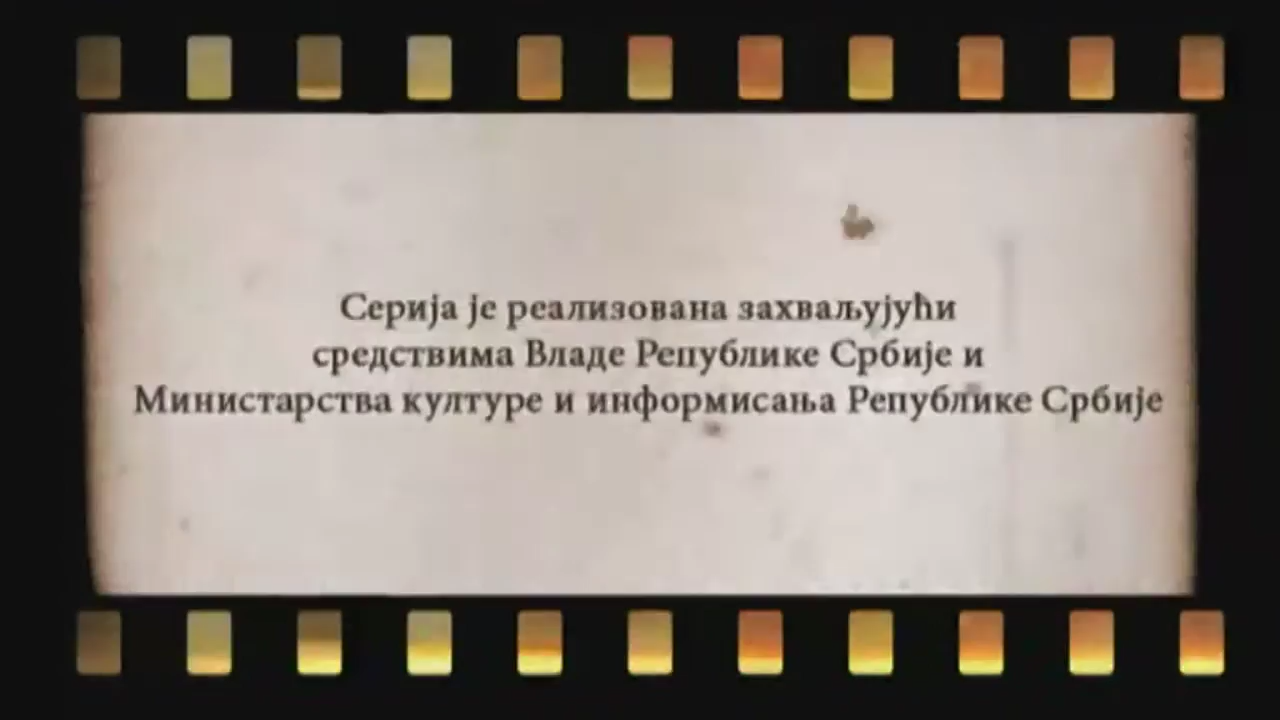 Серија је реализована захваљујући
средствима Владе Републике Србије и
Министарства културе и информисања Републике Србије